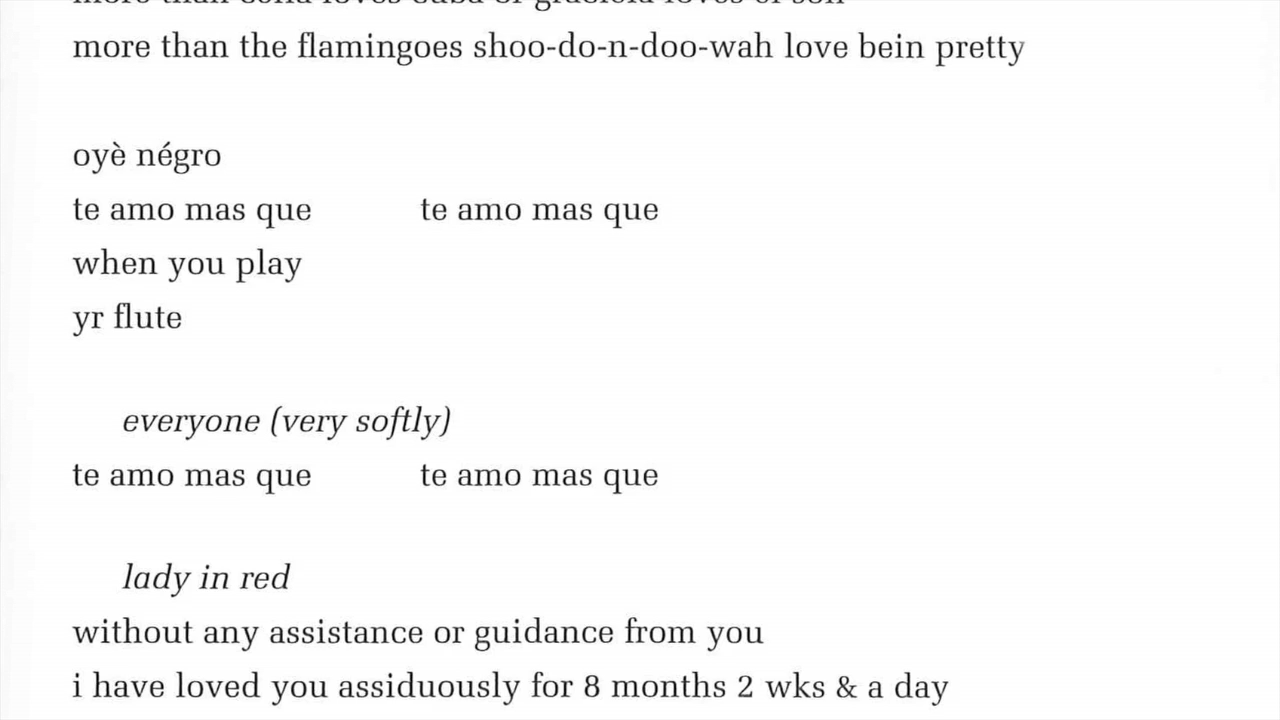 more than the flamingoes shoo-do-n-doo-wah love bein pretty
oyè négro
te amo mas que te amo mas que
when you play
yr flute
everyone (very softly)
te amo mas que te amo mas que
lady in red
without any assistance or guidance from you
i have loved you assiduously for 8 months 2 wks & a day